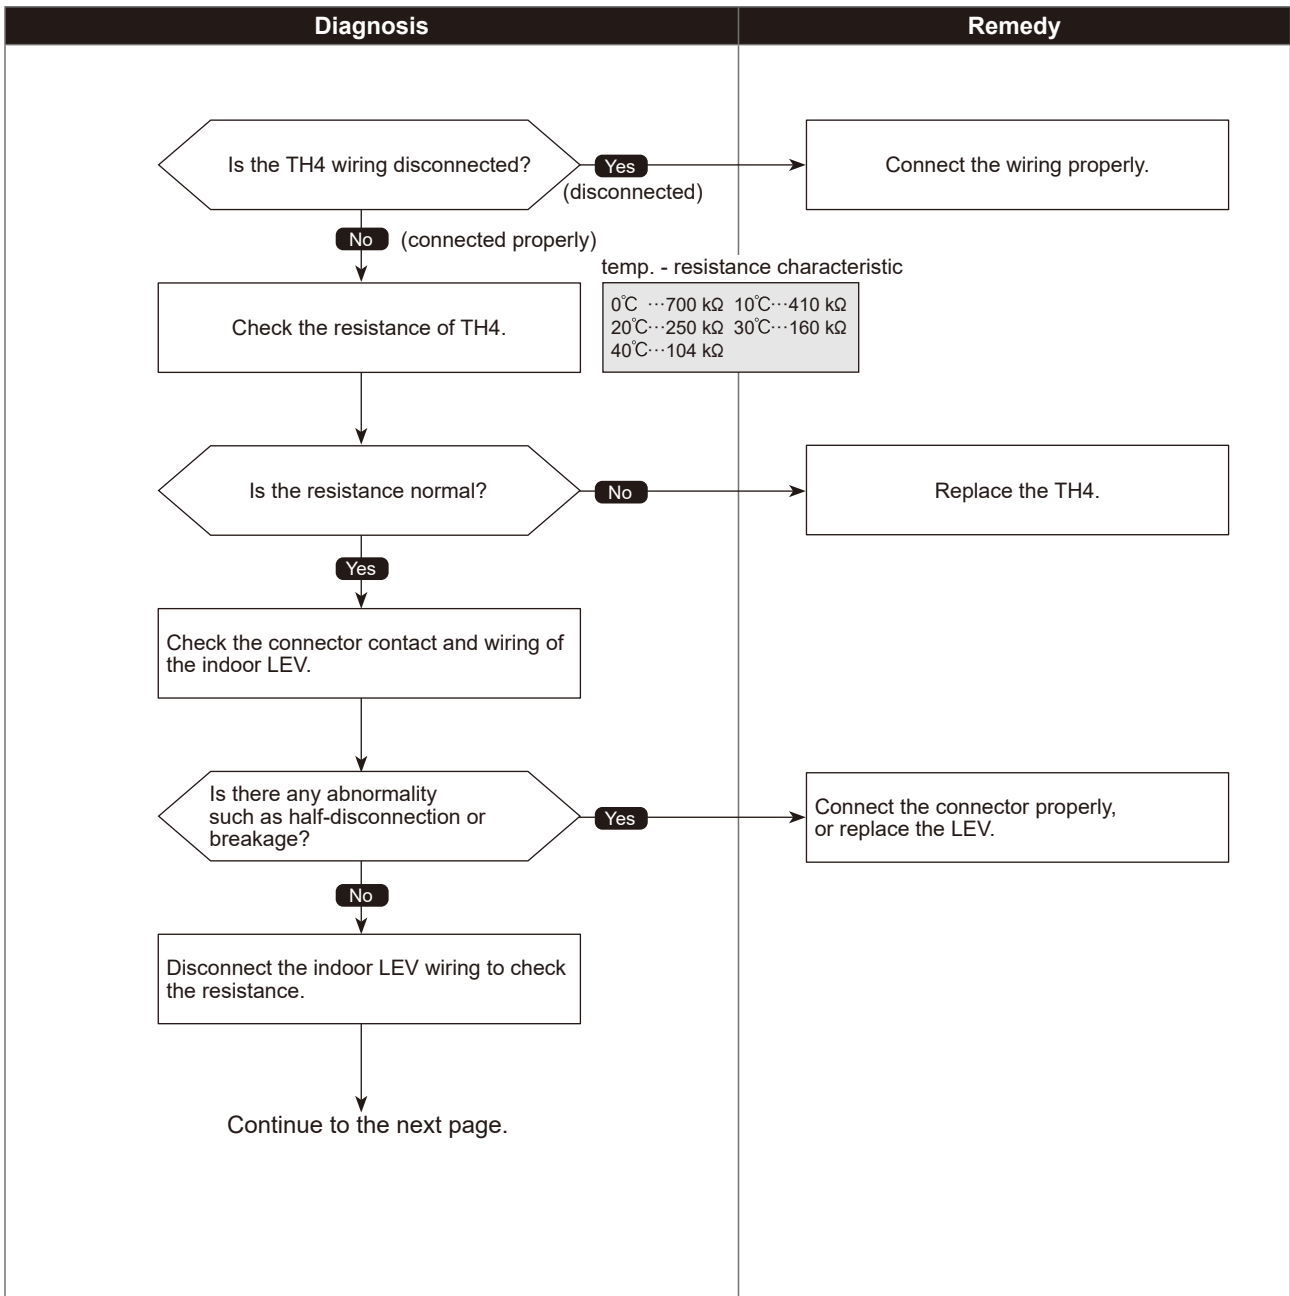 Diagnosis
Remedy
Is the TH4 wiring disconnected?
Yes
(disconnected)
Connect the wiring properly.
No
(connected properly)
temp. - resistance characteristic
0℃ ···700 kΩ 10℃···410 kΩ
20℃···250 kΩ 30℃···160 kΩ
40℃···104 kΩ
Check the resistance of TH4.
Is the resistance normal?
No
Replace the TH4.
Yes
Check the connector contact and wiring of
the indoor LEV.
Is there any abnormality
such as half-disconnection or
breakage?
Yes
Connect the connector properly,
or replace the LEV.
No
Disconnect the indoor LEV wiring to check
the resistance.
Continue to the next page.